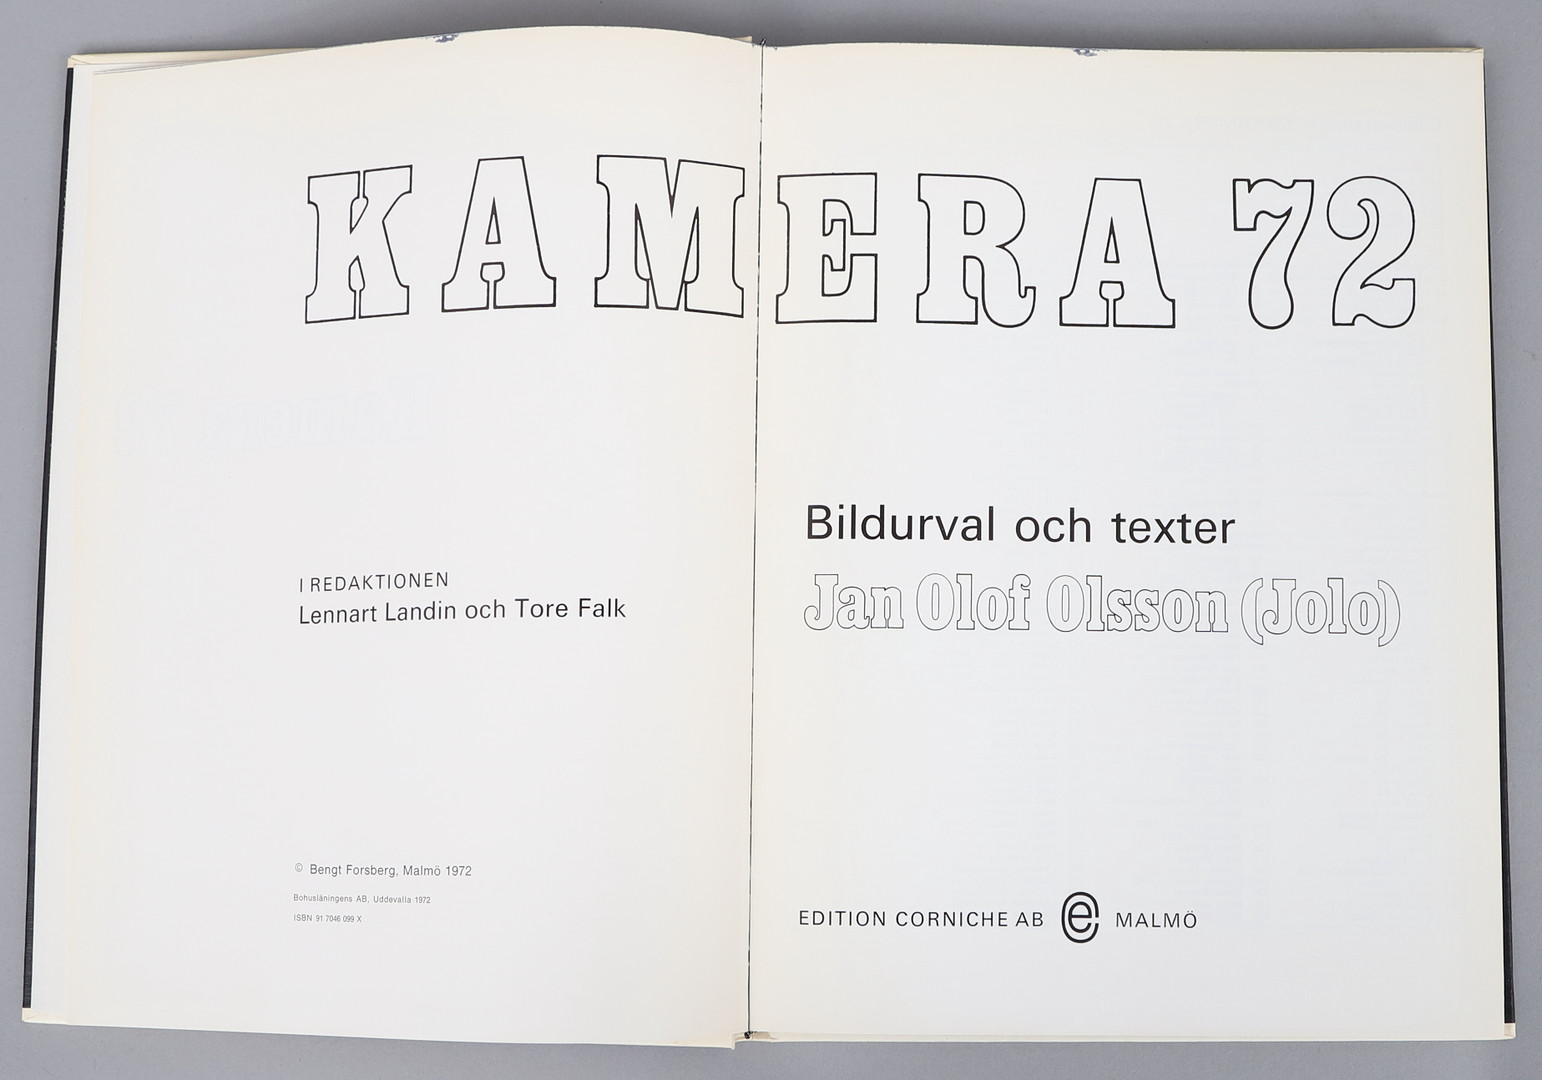 KAMERA 72
I REDAKTIONEN
Lennart Landin och Tore Falk
© Bengt Forsberg, Malmö 1972
Bohusläningens AB, Uddevalla 1972
ISBN 91 7046 099 X
Bildurval och texter
Jan Olof Olsson (Jolo)
EDITION CORNICHE AB e MALMÖ